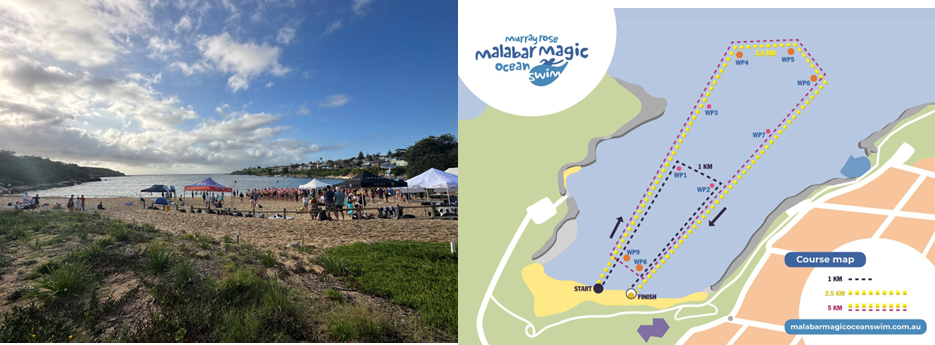 murray rose
malabar magic
ocean
swim
2.5 KM
WP4
WP5
WP6
WP3
WP7
1 KM
WP1
WP2
WP9
WP8
START
FINISH
Course map
1 KM
2.5 KM
5 KM
malabarmagicoceanswim.com.au